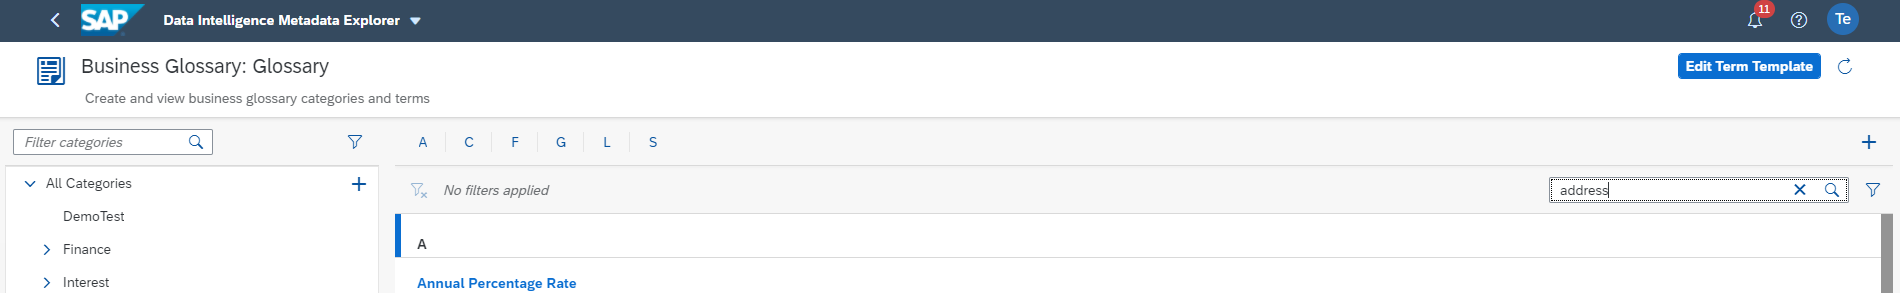 SAP Data Intelligence Metadata Explorer 11 Te
Business Glossary: Glossary Edit Term Template
Create and view business glossary categories and terms
Filter categories A C F G L S
All Categories No filters applied address
DemoTest
Finance A
Interest Annual Percentage Rate